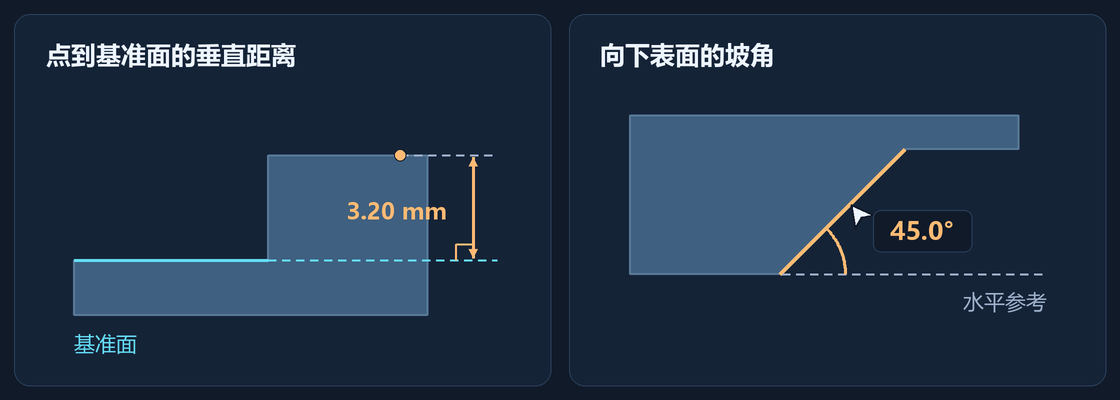 点到基准面的垂直距离
3.20 mm
基准面
向下表面的坡角
45.0°
水平参考